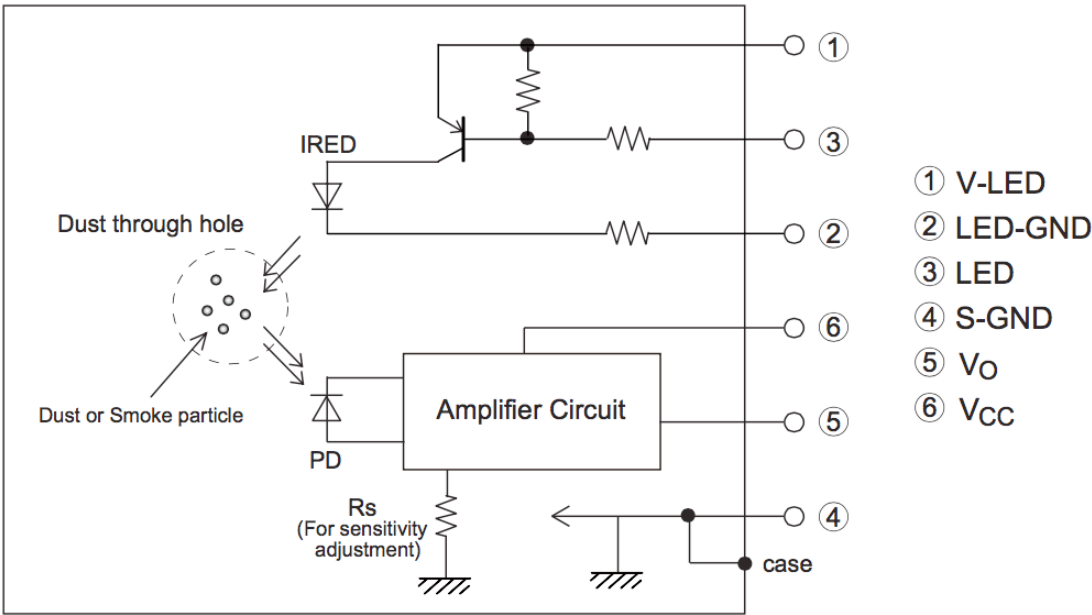 ①
③
IRED
① V-LED
② LED-GND
Dust through hole
②
③ LED
④ S-GND
⑥
⑤ VO
Amplifier Circuit
⑥ VCC
Dust or Smoke particle
⑤
PD
Rs
(For sensitivity
adjustment)
④
case